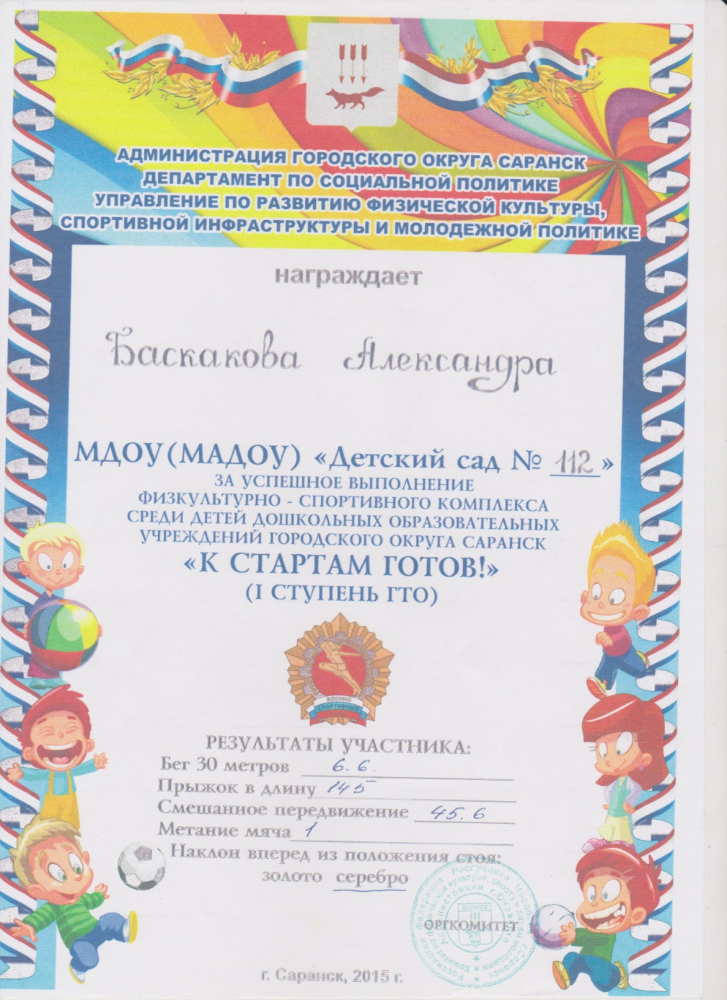 АДМИНИСТРАЦИЯ ГОРОДСКОГО ОКРУГА САРАНСК
ДЕПАРТАМЕНТ ПО СОЦИАЛЬНОЙ ПОЛИТИКЕ
УПРАВЛЕНИЕ ПО РАЗВИТИЮ ФИЗИЧЕСКОЙ КУЛЬТУРЫ,
СПОРТИВНОЙ ИНФРАСТРУКТУРЫ И МОЛОДЕЖНОЙ ПОЛИТИКЕ
награждает
Баскакова Александра
МДОУ(МАДОУ) «Детский сад № 112»
ЗА УСПЕШНОЕ ВЫПОЛНЕНИЕ
ФИЗКУЛЬТУРНО - СПОРТИВНОГО КОМПЛЕКСА
СРЕДИ ДЕТЕЙ ДОШКОЛЬНЫХ ОБРАЗОВАТЕЛЬНЫХ
УЧРЕЖДЕНИЙ ГОРОДСКОГО ОКРУГА САРАНСК
«К СТАРТАМ ГОТОВ!»
(I СТУПЕНЬ ГТО)
ВОЕННО
СПОРТИВНЫЙ
РЕЗУЛЬТАТЫ УЧАСТНИКА:
Бег 30 метров 6.6.
Прыжок в длину 145
Смешанное передвижение 45.6
Метание мяча 1
Наклон вперед из положения стоя:
золото серебро
ОРГКОМИТЕТ
г. Саранск, 2015 г.